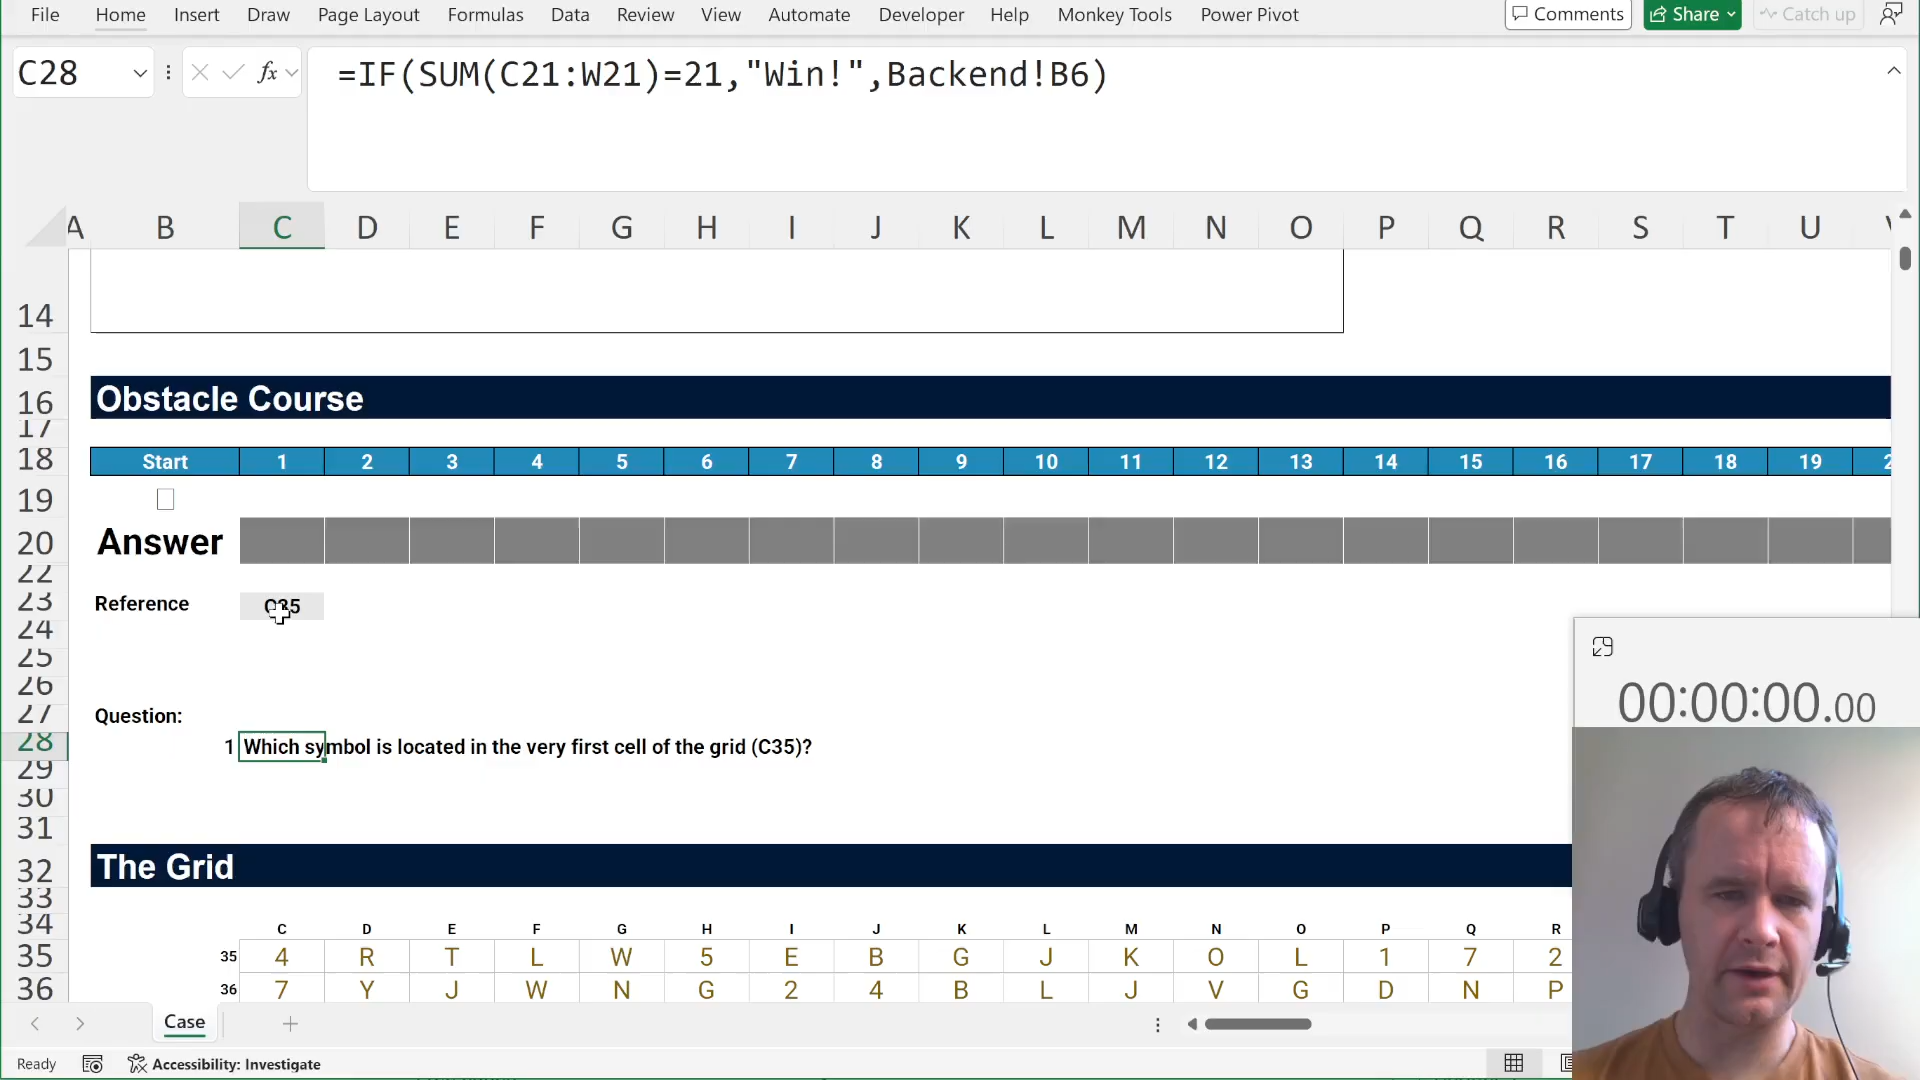 File Home Insert Draw Page Layout Formulas Data Review View Automate Developer Help Monkey Tools Power Pivot Comments Share Catch up
C28 fx =IF(SUM(C21:W21)=21,"Win!",Backend!B6)
A B C D E F G H I J K L M N O P Q R S T U
14
15
16 Obstacle Course
17
18 Start 1 2 3 4 5 6 7 8 9 10 11 12 13 14 15 16 17 18 19
19
20 Answer
22
23 Reference C35
24
25
26
27 Question:
28 1 Which symbol is located in the very first cell of the grid (C35)?
29
30
31
32 The Grid
33
34 C D E F G H I J K L M N O P Q R
35 35 4 R T L W 5 E B G J K O L 1 7 2
36 36 7 Y J W N G 2 4 B L J V G D N P
00:00:00.00
Case
Ready Accessibility: Investigate